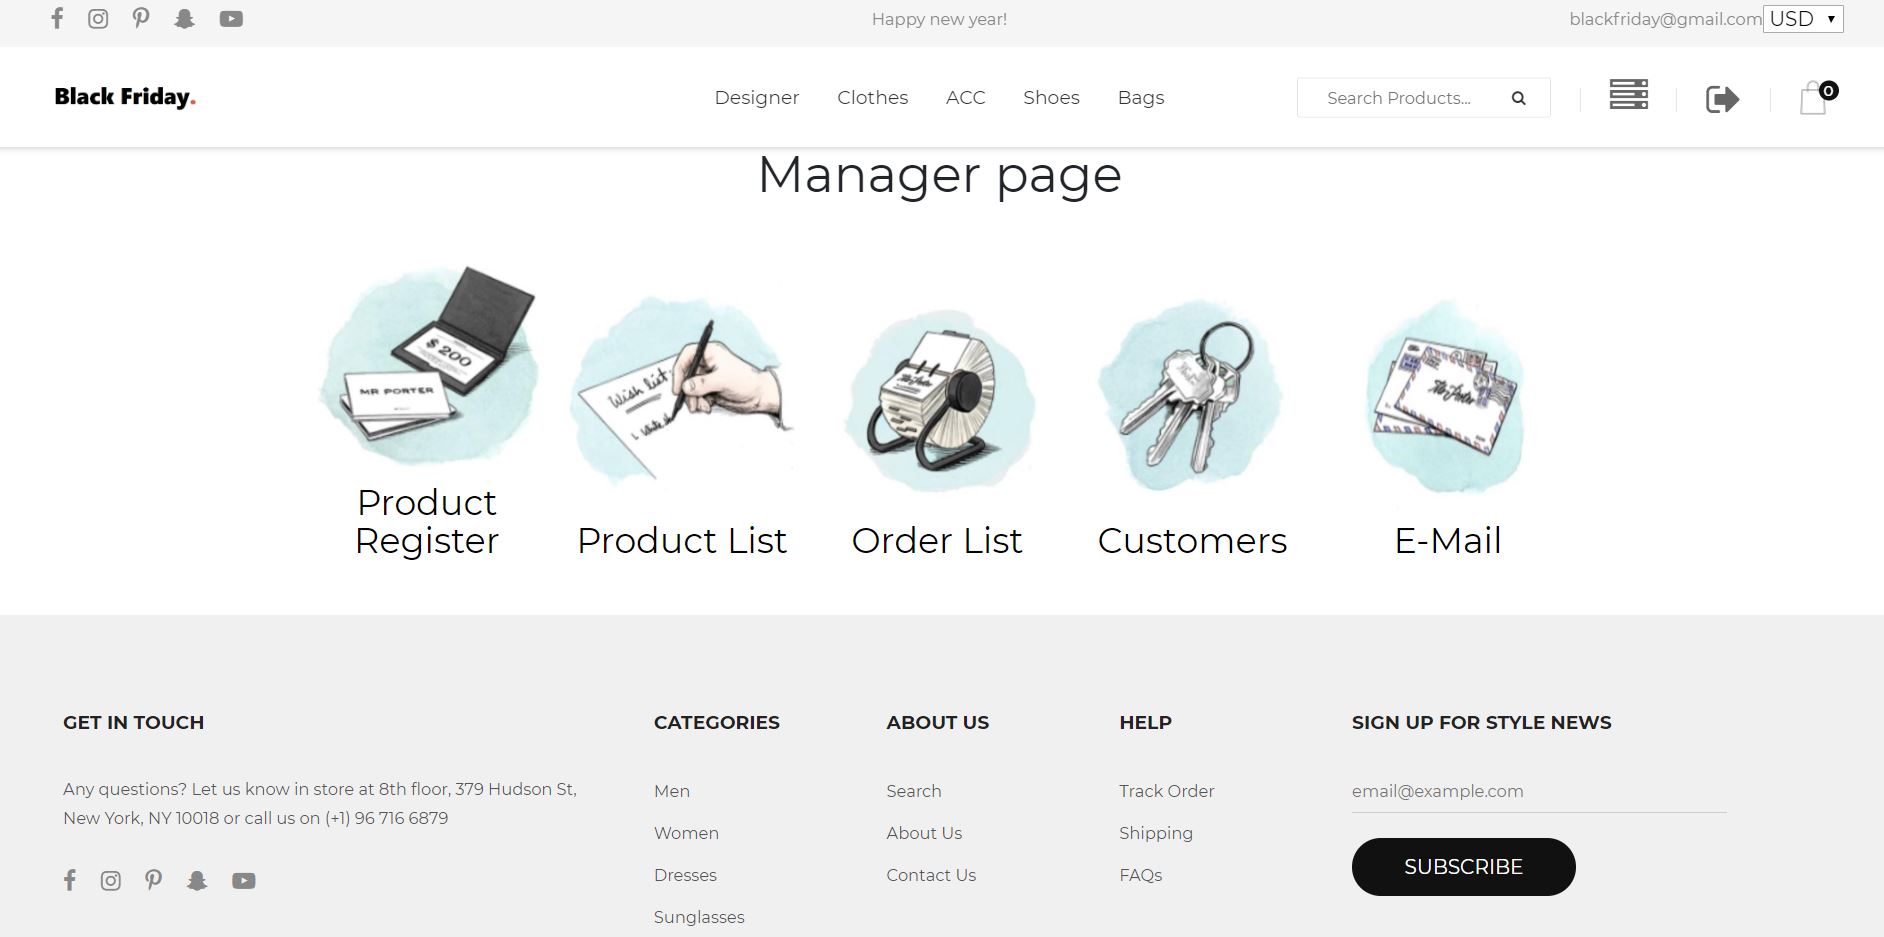 Happy new year!
blackfriday@gmail.com USD
Black Friday.
Designer Clothes ACC Shoes Bags
Search Products...
0
Manager page
$200
MR PORTER
Wish list
Product
Register
Product List
Order List
Customers
E-Mail
GET IN TOUCH
Any questions? Let us know in store at 8th floor, 379 Hudson St,
New York, NY 10018 or call us on (+1) 96 716 6879
CATEGORIES
Men
Women
Dresses
Sunglasses
ABOUT US
Search
About Us
Contact Us
HELP
Track Order
Shipping
FAQs
SIGN UP FOR STYLE NEWS
email@example.com
SUBSCRIBE